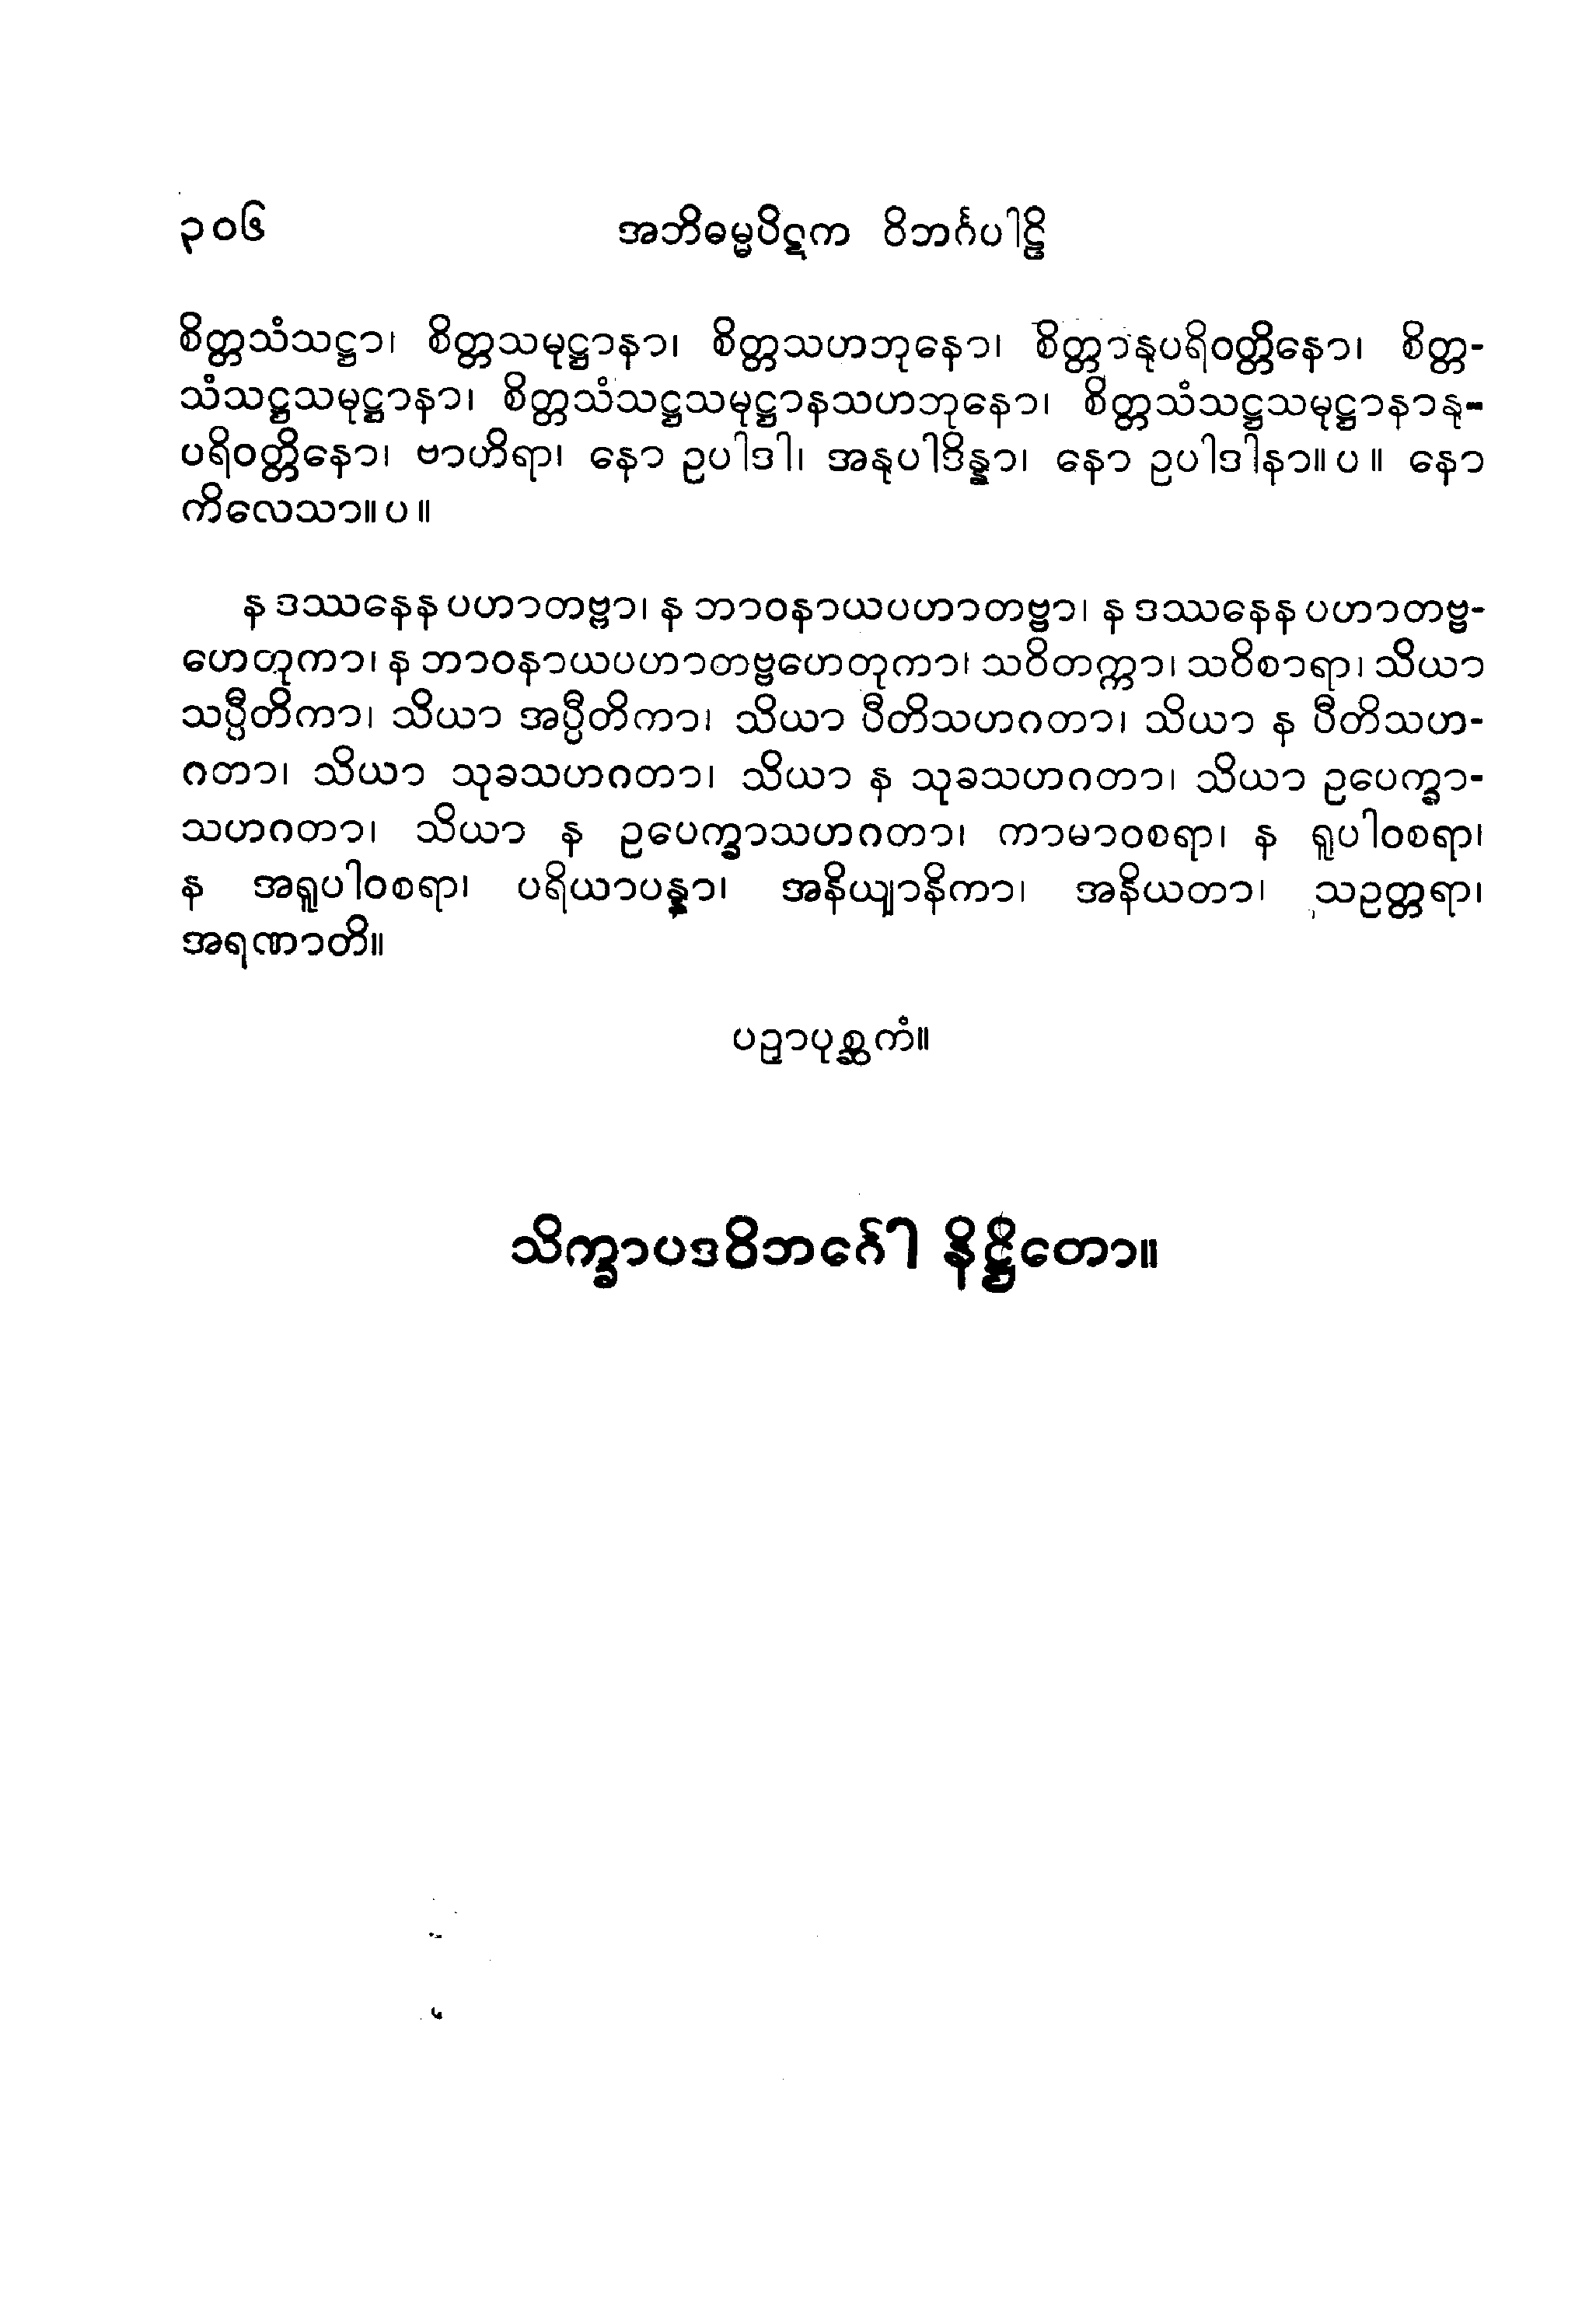 ၃၀၆ အဘိဓမ္မပိဋက ဝိဘင်္ဂပါဠိ
စိတ္တသံသဋ္ဌာ၊ စိတ္တသမုဋ္ဌာနာ၊ စိတ္တသဟဘုနော၊ စိတ္တာနုပရိဝတ္တိနော၊ စိတ္တ-
သံသဋ္ဌသမုဋ္ဌာနာ၊ စိတ္တသံသဋ္ဌသမုဋ္ဌာနသဟဘုနော၊ စိတ္တသံသဋ္ဌသမုဋ္ဌာနာနု-
ပရိဝတ္တိနော၊ ဗာဟိရာ၊ နော ဥပါဒါ၊ အနုပါဒိန္နာ၊ နော ဥပါဒါနာ။ ပ ။ နော
ကိလေသာ။ ပ ။
န ဒဿနေန ပဟာတဗ္ဗာ၊ န ဘာဝနာယပဟာတဗ္ဗာ၊ န ဒဿနေန ပဟာတဗ္ဗ-
ဟေတုကာ၊ န ဘာဝနာယပဟာတဗ္ဗဟေတုကာ၊ သဝိတက္ကာ၊ သဝိစာရာ၊ သိယာ
သပ္ပီတိကာ၊ သိယာ အပ္ပီတိကာ၊ သိယာ ပီတိသဟဂတာ၊ သိယာ န ပီတိသဟ-
ဂတာ၊ သိယာ သုခသဟဂတာ၊ သိယာ န သုခသဟဂတာ၊ သိယာ ဥပေက္ခာ-
သဟဂတာ၊ သိယာ န ဥပေက္ခာသဟဂတာ၊ ကာမာဝစရာ၊ န ရူပါဝစရာ၊
န အရူပါဝစရာ၊ ပရိယာပန္နာ၊ အနိယျာနိကာ၊ အနိယတာ၊ သဥတ္တရာ၊
အရဏာတိ။
ပဉှာပုစ္ဆကံ။
သိက္ခာပဒဝိဘင်္ဂေါ နိဋ္ဌိတော။